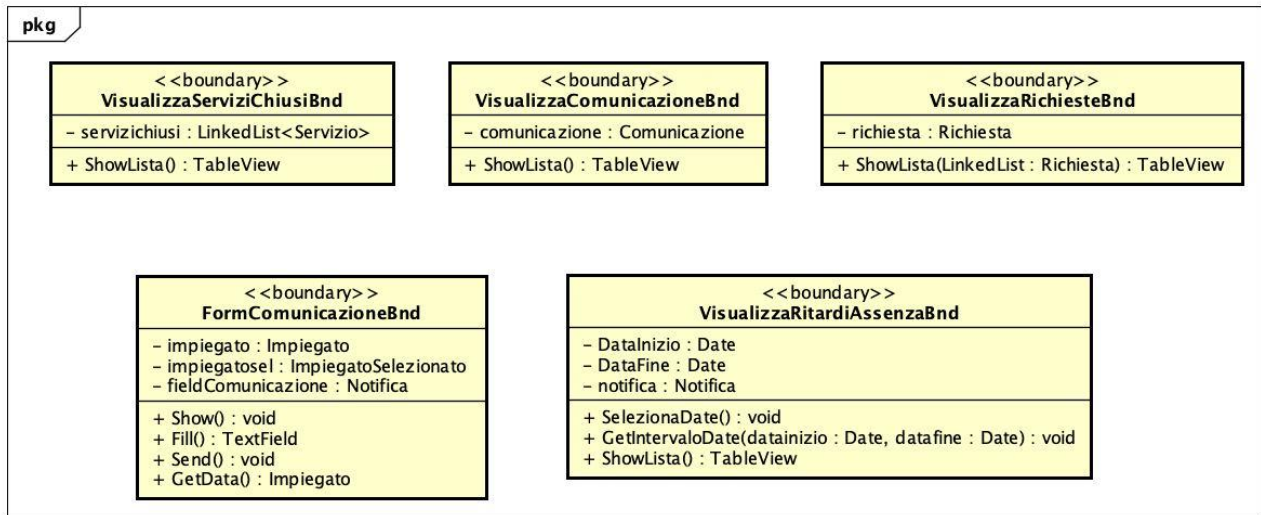 pkg
<<boundary>>
VisualizzaServiziChiusiBnd
- servizichiusi : LinkedList<Servizio>
+ ShowLista() : TableView
<<boundary>>
VisualizzaComunicazioneBnd
- comunicazione : Comunicazione
+ ShowLista() : TableView
<<boundary>>
VisualizzaRichiesteBnd
- richiesta : Richiesta
+ ShowLista(LinkedList : Richiesta) : TableView
<<boundary>>
FormComunicazioneBnd
- impiegato : Impiegato
- impiegatosel : ImpiegatoSelezionato
- fieldComunicazione : Notifica
+ Show() : void
+ Fill() : TextField
+ Send() : void
+ GetData() : Impiegato
<<boundary>>
VisualizzaRitardiAssenzaBnd
- DataInizio : Date
- DataFine : Date
- notifica : Notifica
+ SelezionaDate() : void
+ GetIntervaloDate(datainizio : Date, datafine : Date) : void
+ ShowLista() : TableView